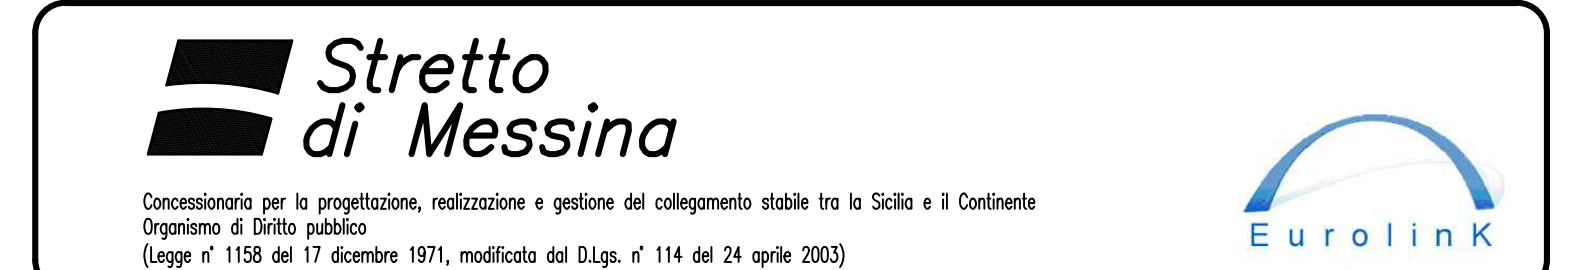 Stretto
di Messina
Concessionaria per la progettazione, realizzazione e gestione del collegamento stabile tra la Sicilia e il Continente
Organismo di Diritto pubblico
(Legge n° 1158 del 17 dicembre 1971, modificata dal D.Lgs. n° 114 del 24 aprile 2003)
EurolinK